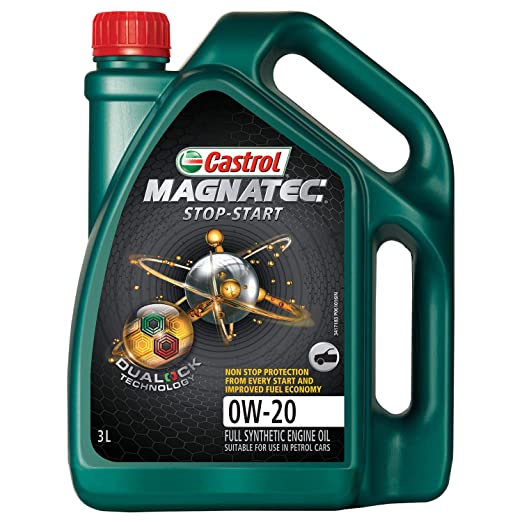 Castrol
MAGNATEC
STOP-START
DUALOCK
TECHNOLOGY
NON STOP PROTECTION
FROM EVERY START AND
IMPROVED FUEL ECONOMY
0W-20
3 L
FULL SYNTHETIC ENGINE OIL
SUITABLE FOR USE IN PETROL CARS